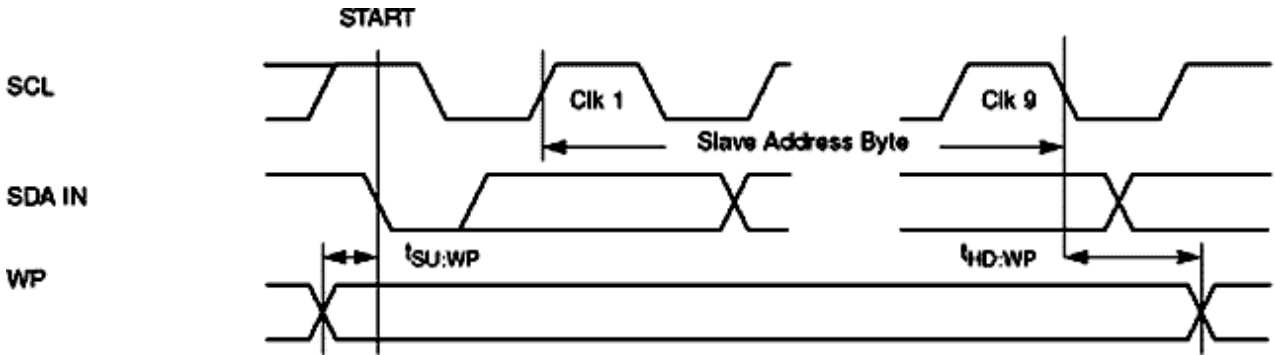 START
SCL
Clk 1
Clk 9
Slave Address Byte
SDA IN
tSU:WP
tHD:WP
WP